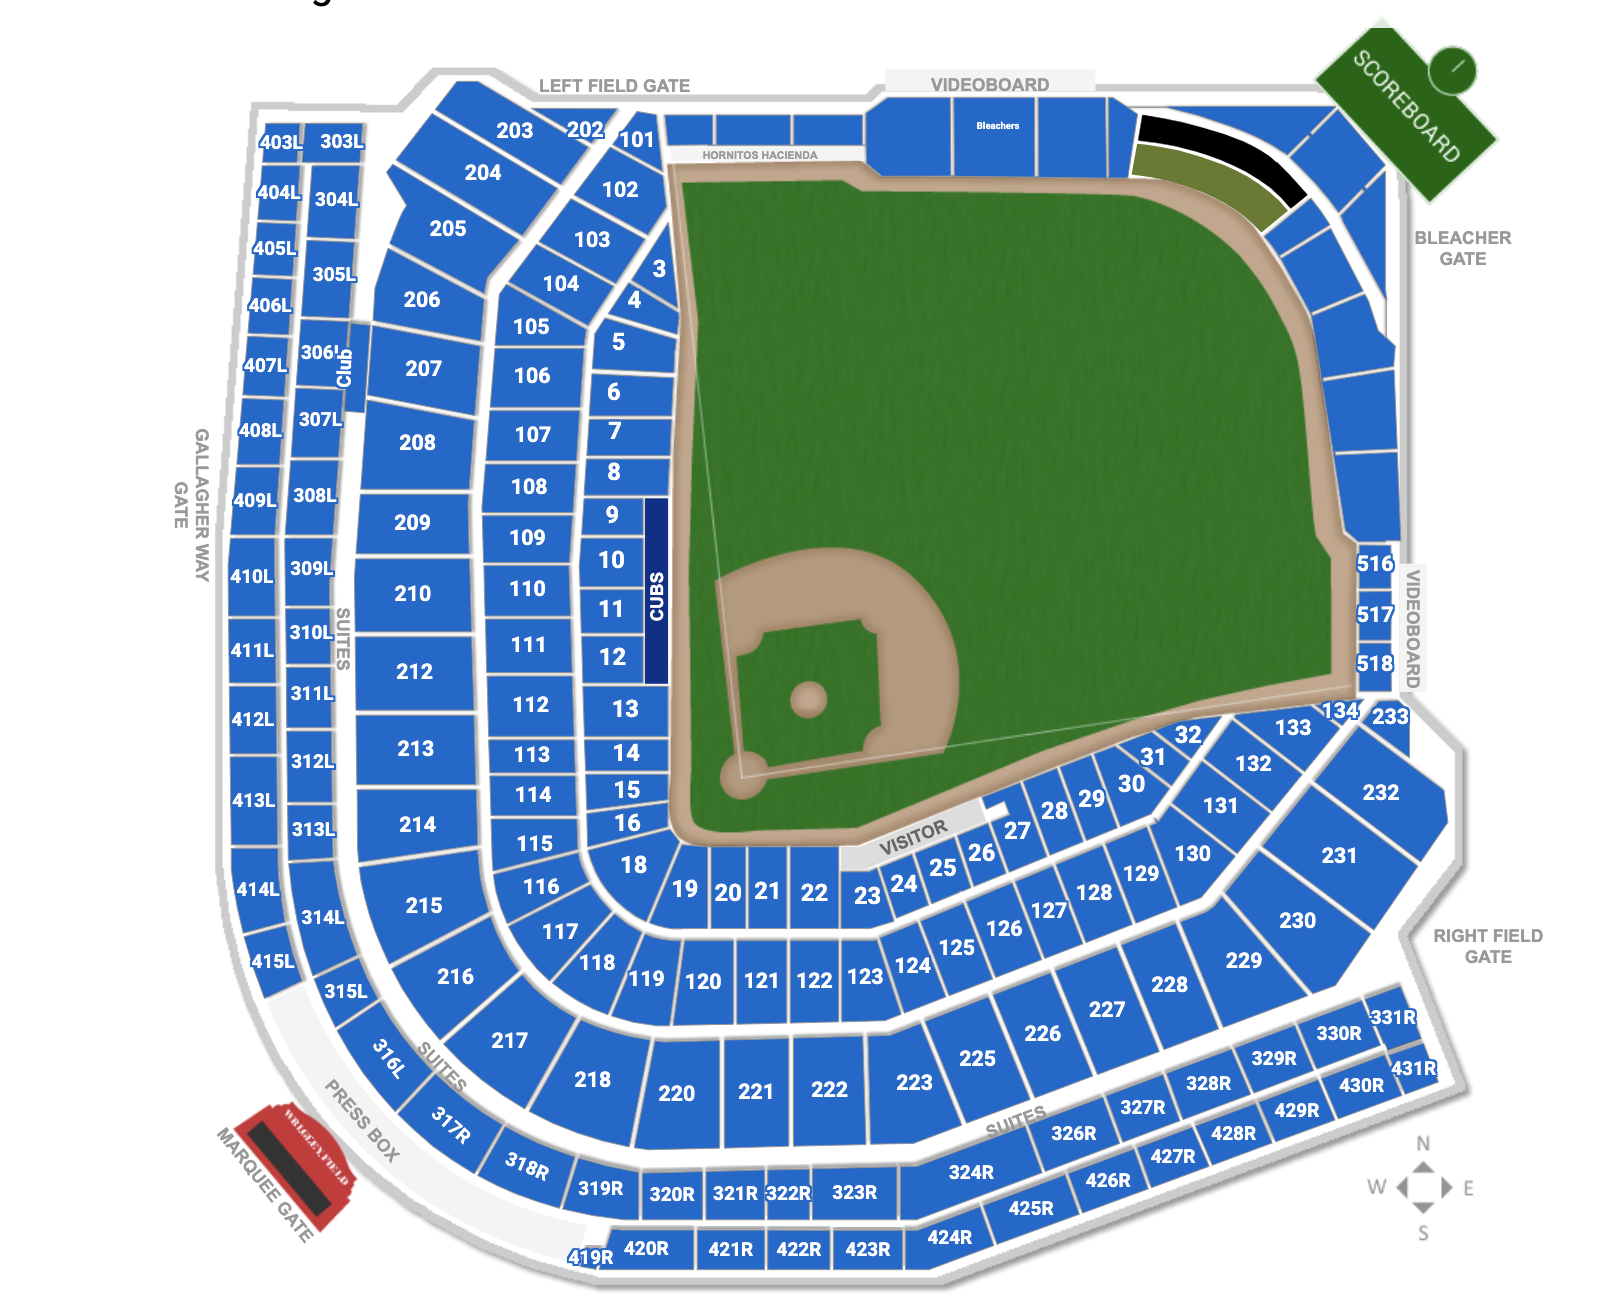 g
LEFT FIELD GATE
VIDEOBOARD
SCOREBOARD
403L
303L
203
202
101
Bleachers
HORNITOS HACIENDA
404L
304L
204
102
405L
305L
205
103
3
BLEACHER
GATE
406L
206
104
4
105
5
407L
306L
Club
207
106
6
408L
307L
208
107
7
GALLAGHER WAY
GATE
409L
308L
108
8
209
109
9
410L
309L
210
110
10
CUBS
11
516
517
518
VIDEOBOARD
411L
310L
SUITES
212
111
12
412L
311L
112
13
134
233
213
113
14
32
133
312L
31
132
413L
114
15
30
131
232
313L
214
115
16
VISITOR
27
28
29
414L
314L
215
116
18
19
20
21
22
23
24
25
26
130
231
117
129
128
127
126
125
124
230
415L
315L
216
118
119
120
121
122
123
229
228
227
226
225
RIGHT FIELD
GATE
316L
SUITES
217
218
220
221
222
223
331R
330R
329R
328R
327R
326R
324R
SUITES
431R
430R
429R
428R
427R
426R
425R
424R
PRESS BOX
317R
318R
319R
320R
321R
322R
323R
WRIGLEY FIELD
MARQUEE GATE
419R
420R
421R
422R
423R
N
W
E
S